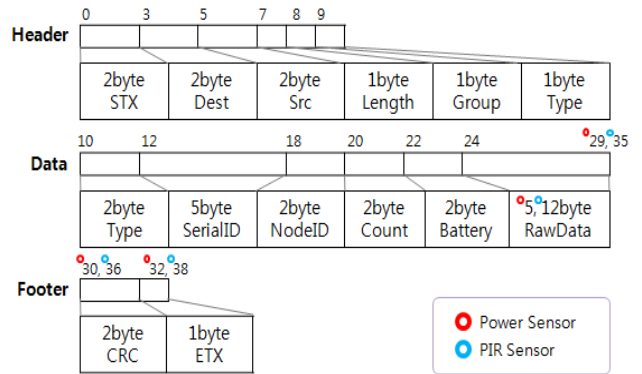 0 3 5 7 8 9
Header
2byte 2byte 2byte 1byte 1byte 1byte
STX Dest Src Length Group Type
10 12 18 20 22 24 29, 35
Data
2byte 5byte 2byte 2byte 2byte 5, 12byte
Type SerialID NodeID Count Battery RawData
30, 36 32, 38
Footer
2byte 1byte
CRC ETX
Power Sensor
PIR Sensor